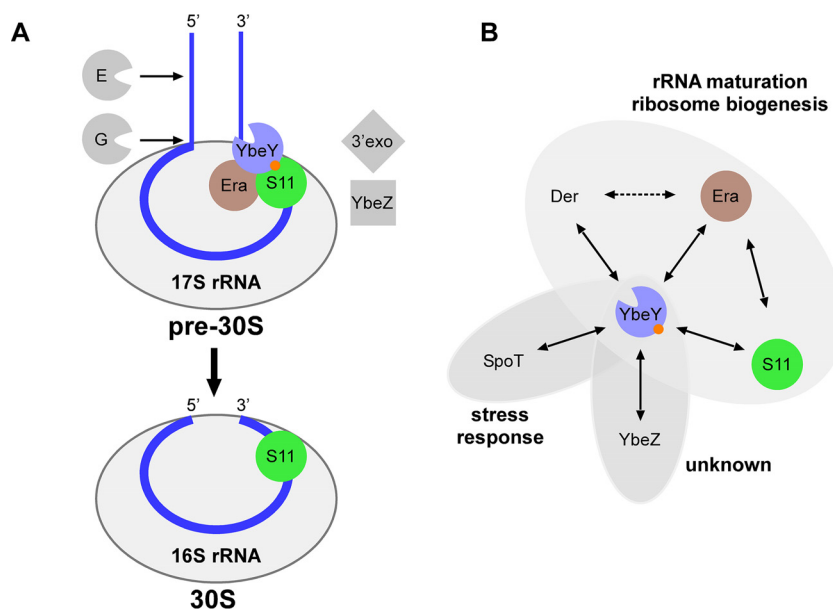 A
5’
3’
E
G
YbeY
Era
S11
3’exo
YbeZ
17S rRNA
pre-30S
5’
3’
S11
16S rRNA
30S
B
rRNA maturation
ribosome biogenesis
Der
Era
YbeY
SpoT
S11
stress
response
YbeZ
unknown